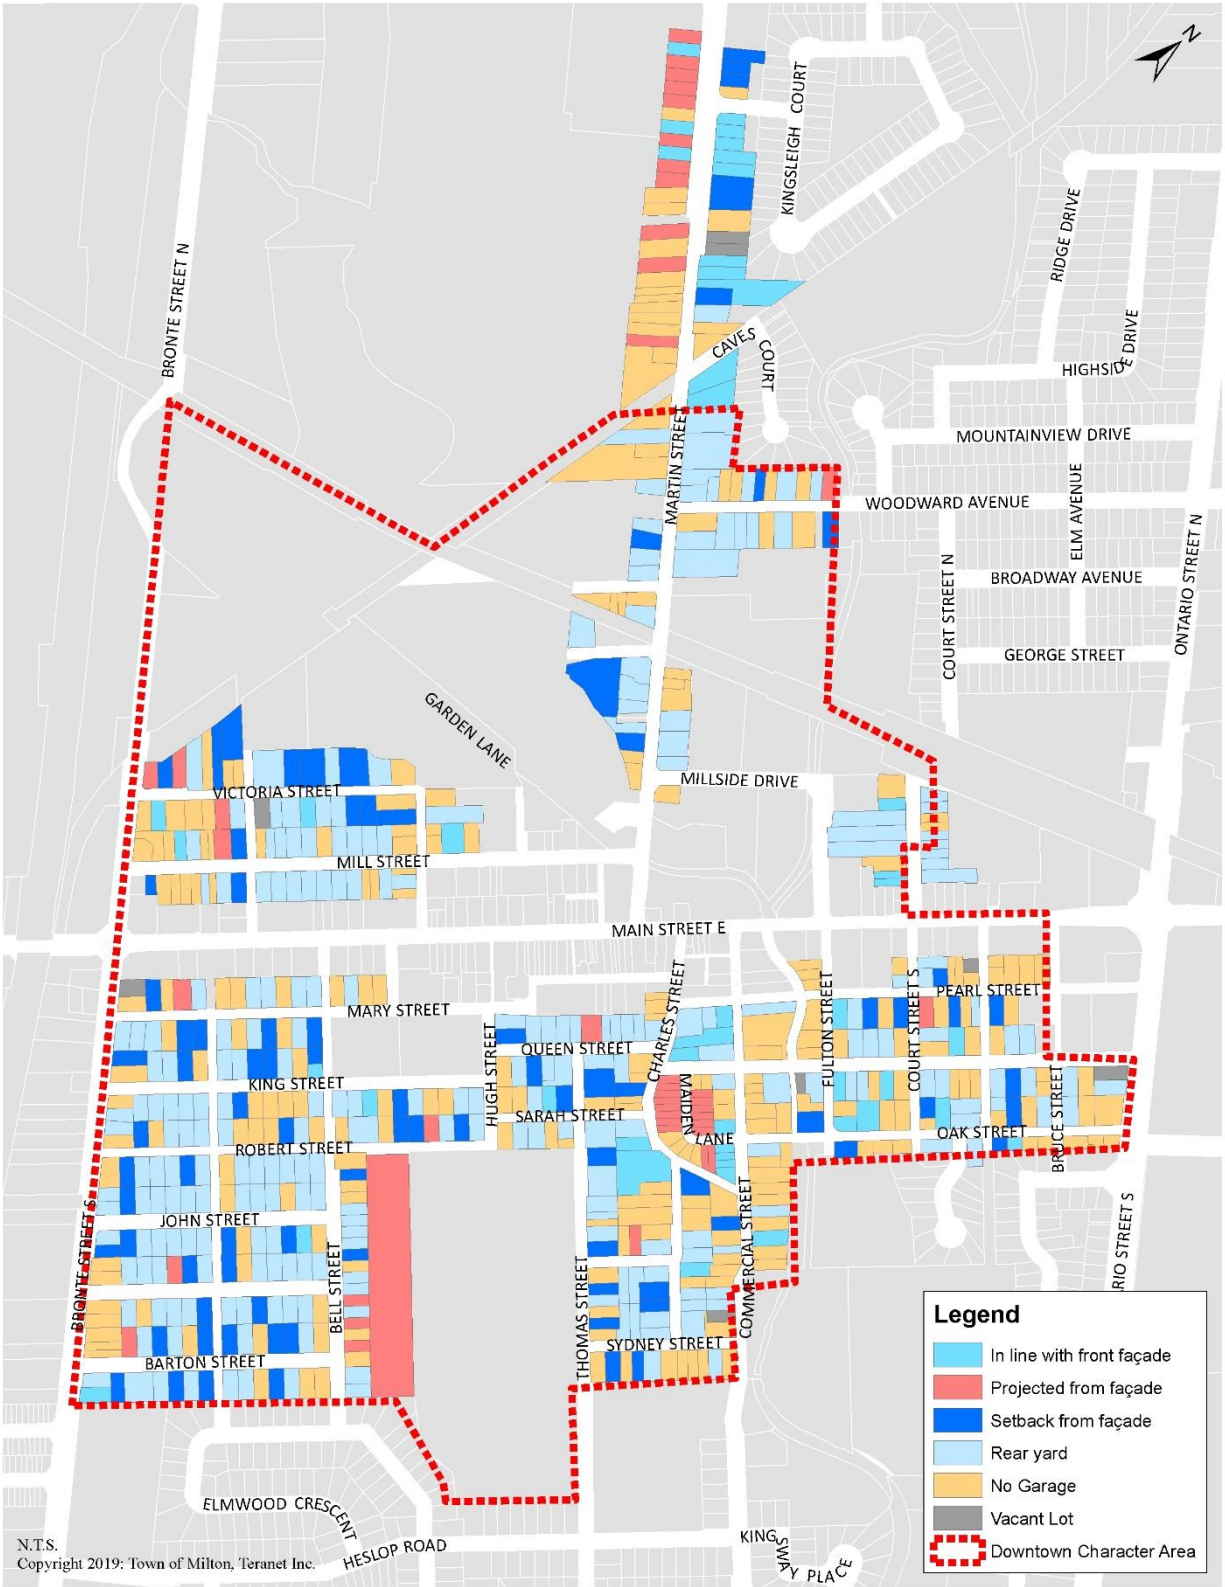 N
KINGSLEIGH COURT
RIDGE DRIVE
BRONTE STREET N
CAVES
COURT
HIGHSIDE DRIVE
MARTIN STREET
MOUNTAINVIEW DRIVE
WOODWARD AVENUE
ELM AVENUE
ONTARIO STREET N
COURT STREET N
BROADWAY AVENUE
GEORGE STREET
GARDEN LANE
MILLSIDE DRIVE
VICTORIA STREET
MILL STREET
MAIN STREET E
CHARLES STREET
FULTON STREET
COURT STREET S
PEARL STREET
MARY STREET
HUGH STREET
QUEEN STREET
KING STREET
MAIDEN
LANE
SARAH STREET
BRUCE STREET
OAK STREET
ROBERT STREET
BRONTE STREET S
JOHN STREET
BELL STREET
THOMAS STREET
COMMERCIAL STREET
RIO STREET S
SYDNEY STREET
BARTON STREET
Legend
In line with front façade
Projected from façade
Setback from façade
Rear yard
No Garage
Vacant Lot
Downtown Character Area
ELMWOOD CRESCENT
HESLOP ROAD
KING
SWAY PLACE
N.T.S.
Copyright 2019: Town of Milton, Teranet Inc.